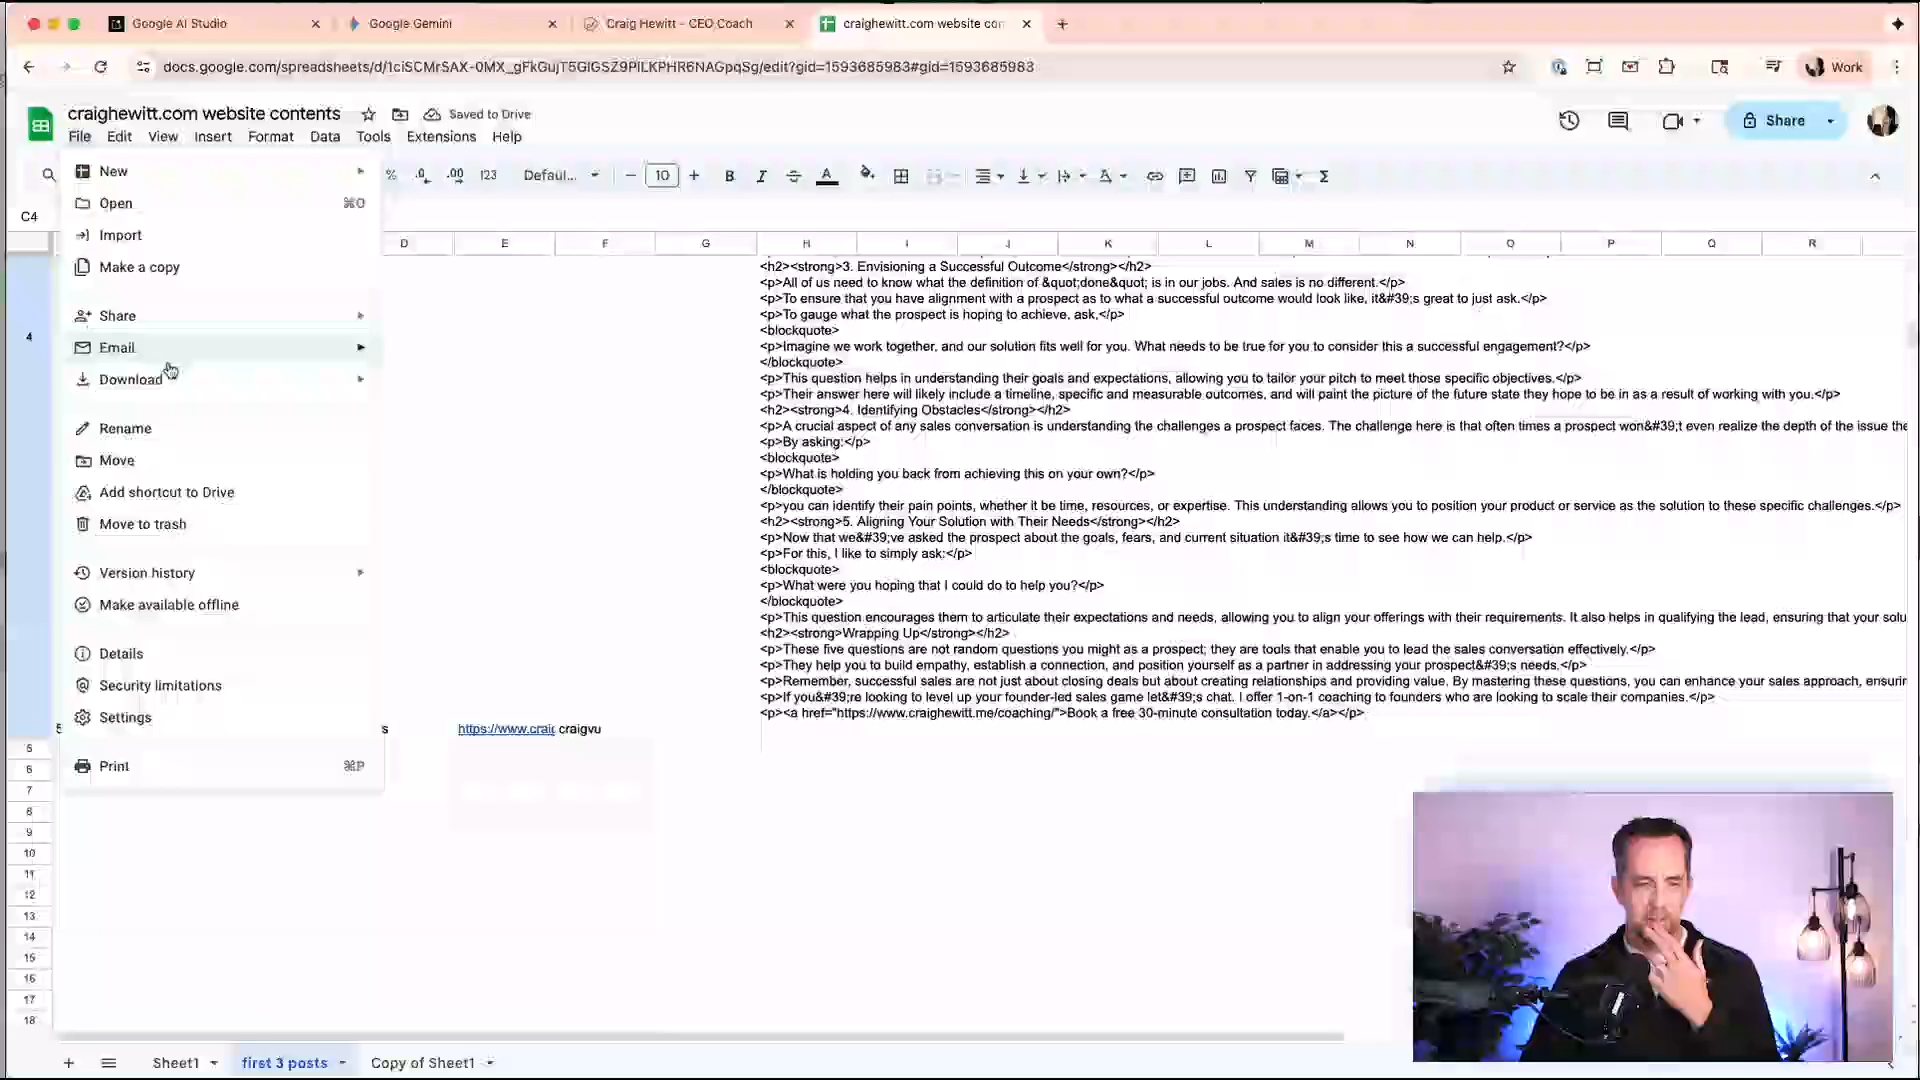 Google AI Studio
Google Gemini
Craig Hewitt - CEO Coach
craighewitt.com website con
docs.google.com/spreadsheets/d/1ciSCMrSAX-0MX_gFkGujT5GlGSZ9PlLKPHR6NAGpqSg/edit?gid=1593685983#gid=1593685983
Work
craighewitt.com website contents
Saved to Drive
File Edit View Insert Format Data Tools Extensions Help
Share
% .0 .00 123 Defaul... 10
C4
D E F G H I J K L M N O P Q R
New
Open ⌘O
Import
Make a copy
Share
Email
Download
Rename
Move
Add shortcut to Drive
Move to trash
Version history
Make available offline
Details
Security limitations
Settings
Print ⌘P
<h2><strong>3. Envisioning a Successful Outcome</strong></h2>
<p>All of us need to know what the definition of &quot;done&quot; is in our jobs. And sales is no different.</p>
<p>To ensure that you have alignment with a prospect as to what a successful outcome would look like, it&#39;s great to just ask.</p>
<p>To gauge what the prospect is hoping to achieve, ask,</p>
<blockquote>
<p>Imagine we work together, and our solution fits well for you. What needs to be true for you to consider this a successful engagement?</p>
</blockquote>
<p>This question helps in understanding their goals and expectations, allowing you to tailor your pitch to meet those specific objectives.</p>
<p>Their answer here will likely include a timeline, specific and measurable outcomes, and will paint the picture of the future state they hope to be in as a result of working with you.</p>
<h2><strong>4. Identifying Obstacles</strong></h2>
<p>A crucial aspect of any sales conversation is understanding the challenges a prospect faces. The challenge here is that often times a prospect won&#39;t even realize the depth of the issue the
<p>By asking:</p>
<blockquote>
<p>What is holding you back from achieving this on your own?</p>
</blockquote>
<p>you can identify their pain points, whether it be time, resources, or expertise. This understanding allows you to position your product or service as the solution to these specific challenges.</p>
<h2><strong>5. Aligning Your Solution with Their Needs</strong></h2>
<p>Now that we&#39;ve asked the prospect about the goals, fears, and current situation it&#39;s time to see how we can help.</p>
<p>For this, I like to simply ask:</p>
<blockquote>
<p>What were you hoping that I could do to help you?</p>
</blockquote>
<p>This question encourages them to articulate their expectations and needs, allowing you to align your offerings with their requirements. It also helps in qualifying the lead, ensuring that your solu
<h2><strong>Wrapping Up</strong></h2>
<p>These five questions are not random questions you might as a prospect; they are tools that enable you to lead the sales conversation effectively.</p>
<p>They help you to build empathy, establish a connection, and position yourself as a partner in addressing your prospect&#39;s needs.</p>
<p>Remember, successful sales are not just about closing deals but about creating relationships and providing value. By mastering these questions, you can enhance your sales approach, ensurin
<p>If you&#39;re looking to level up your founder-led sales game let&#39;s chat. I offer 1-on-1 coaching to founders who are looking to scale their companies.</p>
<p><a href="https://www.craighewitt.me/coaching/">Book a free 30-minute consultation today.</a></p>
s https://www.craig craigvu
4
5
6
7
8
9
10
11
12
13
14
15
16
17
18
Sheet1 first 3 posts Copy of Sheet1